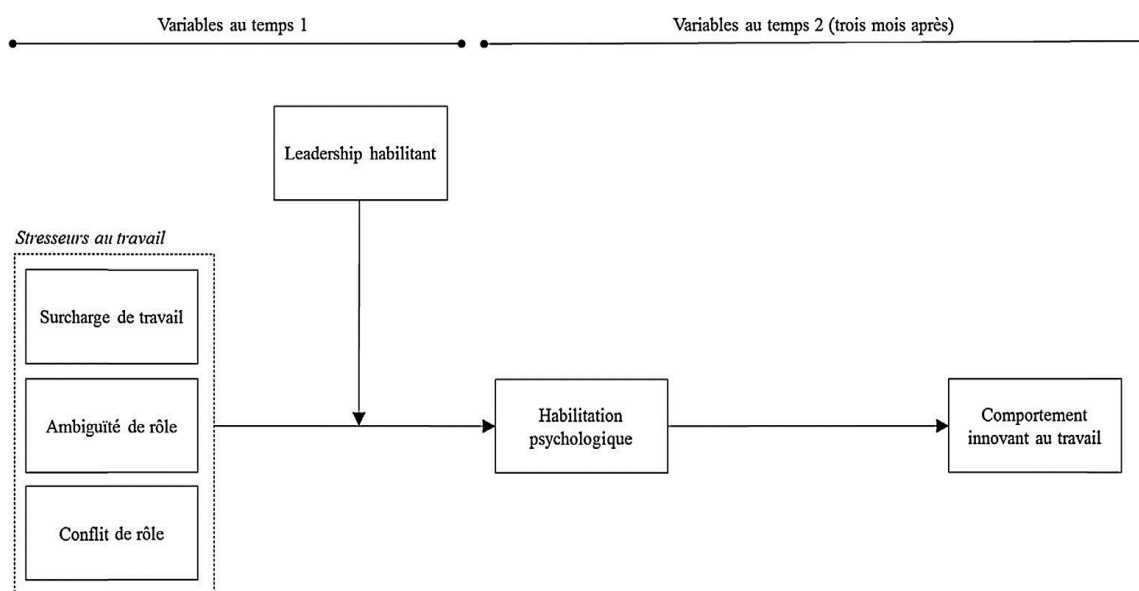 Variables au temps 1
Variables au temps 2 (trois mois après)
Leadership habilitant
Stresseurs au travail
Surcharge de travail
Ambiguïté de rôle
Habilitation
psychologique
Comportement
innovant au travail
Conflit de rôle